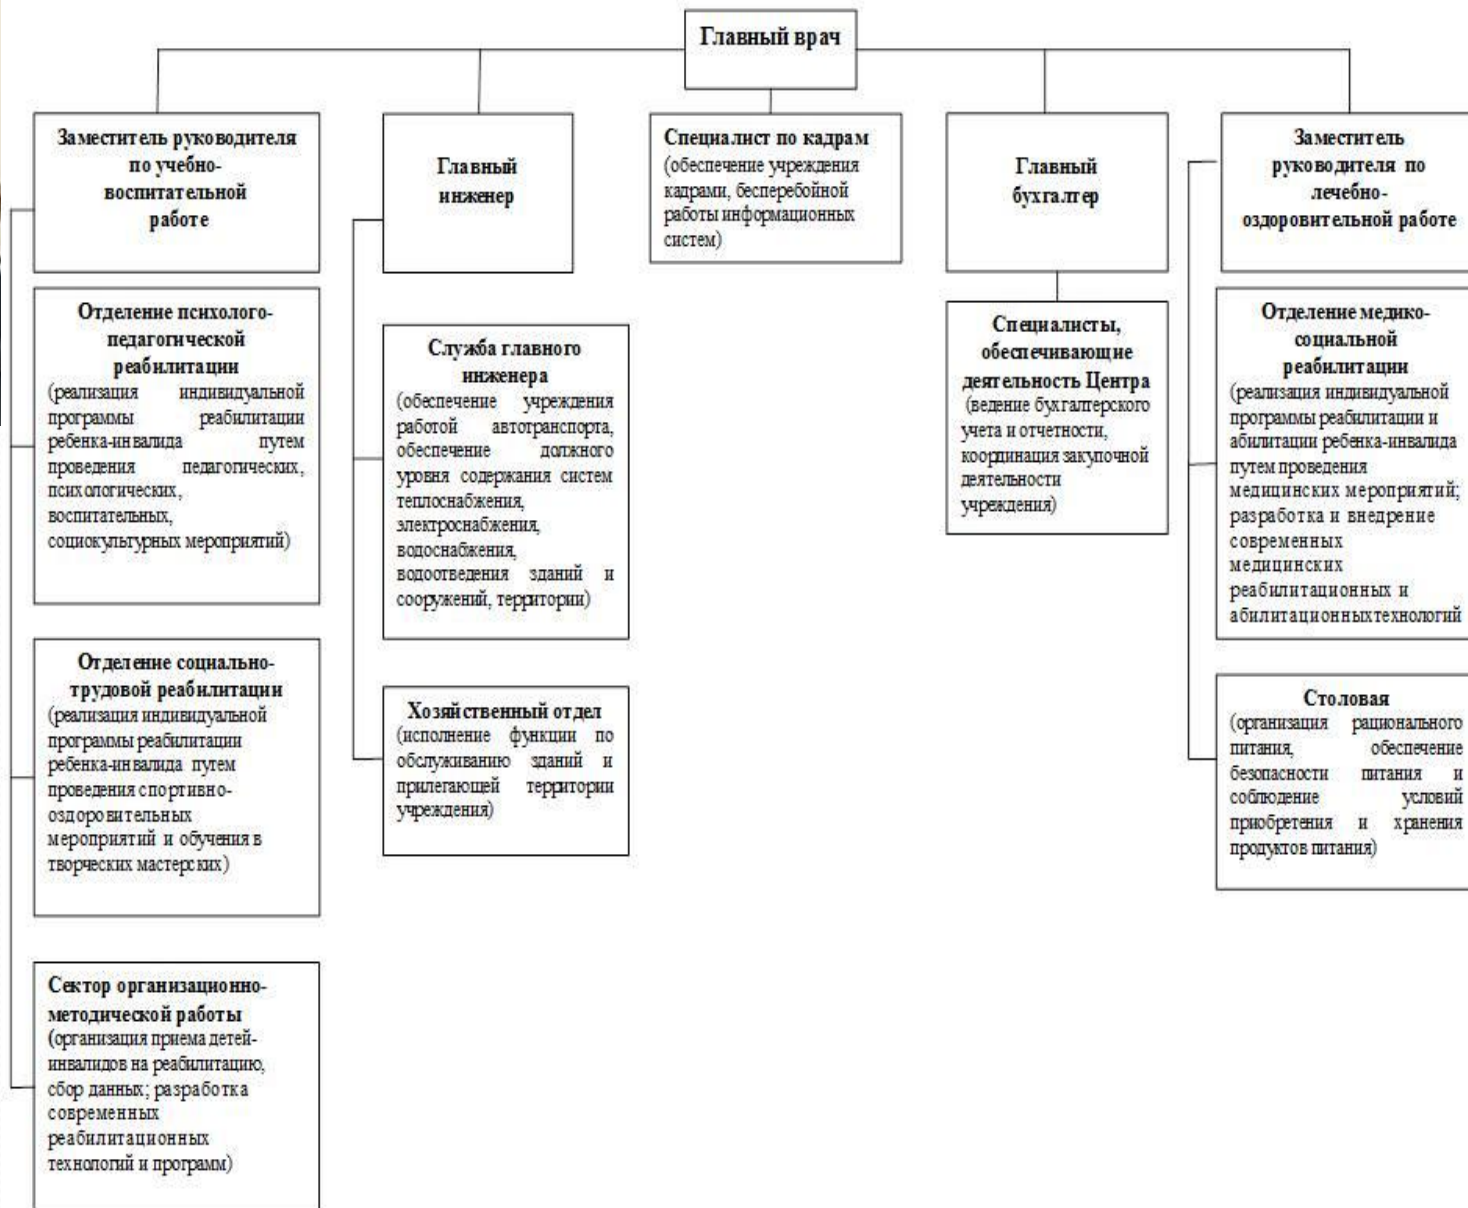 Главный врач
Заместитель руководителя
по учебно-
воспитательной
работе
Отделение психолого-
педагогической
реабилитации
(реализация индивидуальной
программы реабилитации
ребенка-инвалида путем
проведения педагогических,
психологических,
воспитательных,
социокультурных мероприятий)
Отделение социально-
трудовой реабилитации
(реализация индивидуальной
программы реабилитации
ребенка-инвалида путем
проведения спортивно-
оздоровительных
мероприятий и обучения в
творческих мастерских)
Сектор организационно-
методической работы
(организация приема детей-
инвалидов на реабилитацию,
сбор данных; разработка
современных
реабилитационных
технологий и программ)
Главный
инженер
Служба главного
инженера
(обеспечение учреждения
работой автотранспорта,
обеспечение должного
уровня содержания систем
теплоснабжения,
электроснабжения,
водоснабжения,
водоотведения зданий и
сооружений, территории)
Хозяйственный отдел
(исполнение функции по
обслуживанию зданий и
прилегающей территории
учреждения)
Специалист по кадрам
(обеспечение учреждения
кадрами, бесперебойной
работы информационных
систем)
Главный
бухгалтер
Специалисты,
обеспечивающие
деятельность Центра
(ведение бухгалтерского
учета и отчетности,
координация закупочной
деятельности
учреждения)
Заместитель
руководителя по
лечебно-
оздоровительной работе
Отделение медико-
социальной
реабилитации
(реализация индивидуальной
программы реабилитации и
абилитации ребенка-инвалида
путем проведения
медицинских мероприятий;
разработка и внедрение
современных
медицинских
реабилитационных и
абилитационныхтехнологий
Столовая
(организация рационального
питания, обеспечение
безопасности питания и
соблюдение условий
приобретения и хранения
продуктов питания)